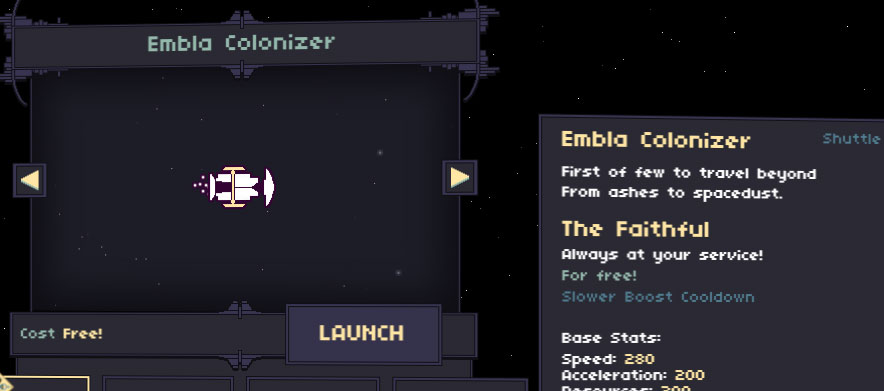 Embla Colonizer
Cost Free!
LAUNCH
Embla Colonizer
Shuttle
First of few to travel beyond
From ashes to spacedust.
The Faithful
Always at your service!
For free!
Slower Boost Cooldown
Base Stats:
Speed: 280
Acceleration: 200